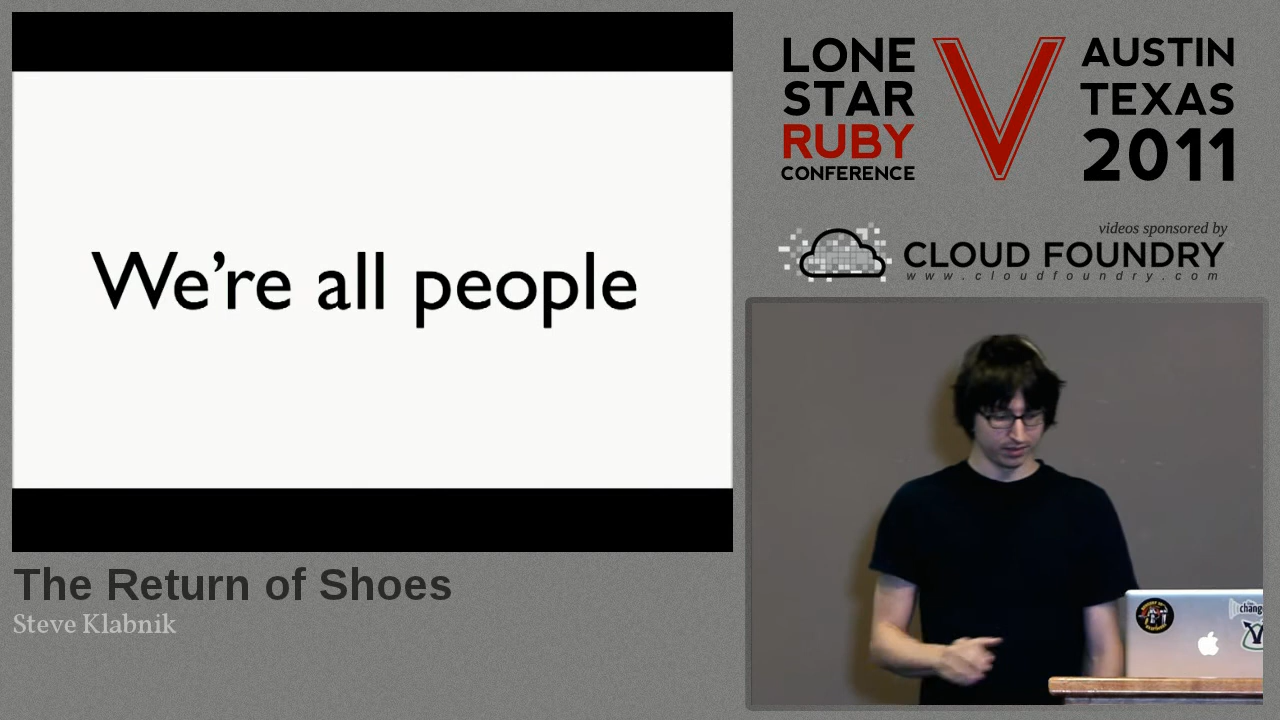 We're all people
The Return of Shoes
Steve Klabnik
LONE
STAR
RUBY
CONFERENCE
V
AUSTIN
TEXAS
2011
videos sponsored by
CLOUD FOUNDRY
www.cloudfoundry.com